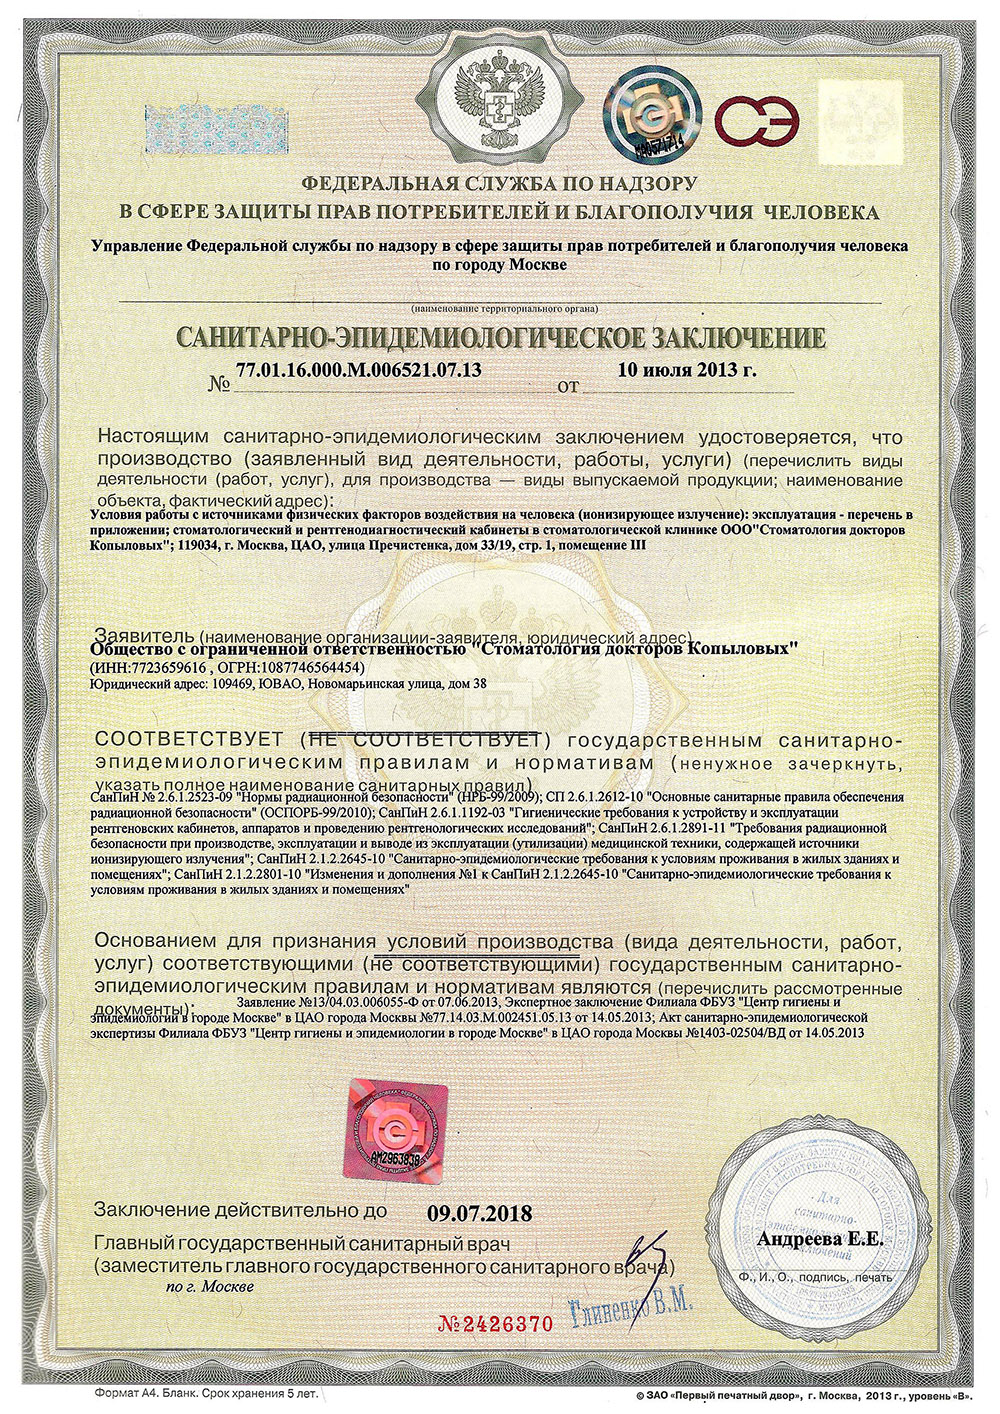 МА0571714
СЭ
ФЕДЕРАЛЬНАЯ СЛУЖБА ПО НАДЗОРУ
В СФЕРЕ ЗАЩИТЫ ПРАВ ПОТРЕБИТЕЛЕЙ И БЛАГОПОЛУЧИЯ ЧЕЛОВЕКА
Управление Федеральной службы по надзору в сфере защиты прав потребителей и благополучия человека
по городу Москве
(наименование территориального органа)
САНИТАРНО-ЭПИДЕМИОЛОГИЧЕСКОЕ ЗАКЛЮЧЕНИЕ
№ 77.01.16.000.М.006521.07.13 от 10 июля 2013 г.
Настоящим санитарно-эпидемиологическим заключением удостоверяется, что
производство (заявленный вид деятельности, работы, услуги) (перечислить виды
деятельности (работ, услуг), для производства — виды выпускаемой продукции; наименование
объекта, фактический адрес):
Условия работы с источниками физических факторов воздействия на человека (ионизирующее излучение): эксплуатация - перечень в
приложении; стоматологический и рентгенодиагностический кабинеты в стоматологической клинике ООО"Стоматология докторов
Копыловых"; 119034, г. Москва, ЦАО, улица Пречистенка, дом 33/19, стр. 1, помещение III
Заявитель (наименование организации-заявителя, юридический адрес)
Общество с ограниченной ответственностью "Стоматология докторов Копыловых"
(ИНН:7723659616 , ОГРН:1087746564454)
Юридический адрес: 109469, ЮВАО, Новомарьинская улица, дом 38
СООТВЕТСТВУЕТ (НЕ СООТВЕТСТВУЕТ) государственным санитарно-
эпидемиологическим правилам и нормативам (ненужное зачеркнуть,
указать полное наименование санитарных правил)
СанПиН № 2.6.1.2523-09 "Нормы радиационной безопасности" (НРБ-99/2009); СП 2.6.1.2612-10 "Основные санитарные правила обеспечения
радиационной безопасности" (ОСПОРБ-99/2010); СанПиН 2.6.1.1192-03 "Гигиенические требования к устройству и эксплуатации
рентгеновских кабинетов, аппаратов и проведению рентгенологических исследований"; СанПиН 2.6.1.2891-11 "Требования радиационной
безопасности при производстве, эксплуатации и выводе из эксплуатации (утилизации) медицинской техники, содержащей источники
ионизирующего излучения"; СанПиН 2.1.2.2645-10 "Санитарно-эпидемиологические требования к условиям проживания в жилых зданиях и
помещениях"; СанПиН 2.1.2.2801-10 "Изменения и дополнения №1 к СанПиН 2.1.2.2645-10 "Санитарно-эпидемиологические требования к
условиям проживания в жилых зданиях и помещениях"
Основанием для признания условий производства (вида деятельности, работ,
услуг) соответствующими (не соответствующими) государственным санитарно-
эпидемиологическим правилам и нормативам являются (перечислить рассмотренные
документы):
Заявление №13/04.03.006055-Ф от 07.06.2013, Экспертное заключение Филиала ФБУЗ "Центр гигиены и
эпидемиологии в городе Москве" в ЦАО города Москвы №77.14.03.М.002451.05.13 от 14.05.2013; Акт санитарно-эпидемиологической
экспертизы Филиала ФБУЗ "Центр гигиены и эпидемиологии в городе Москве" в ЦАО города Москвы №1403-02504/ВД от 14.05.2013
АМ2963838
Заключение действительно до 09.07.2018
Главный государственный санитарный врач
(заместитель главного государственного санитарного врача)
по г. Москве
Для
санитарно-
Андреева Е.Е.
Ф., И., О., подпись, печать
№2426370
Глиненко В.М.
Формат А4. Бланк. Срок хранения 5 лет.
© ЗАО «Первый печатный двор», г. Москва, 2013 г., уровень «В».